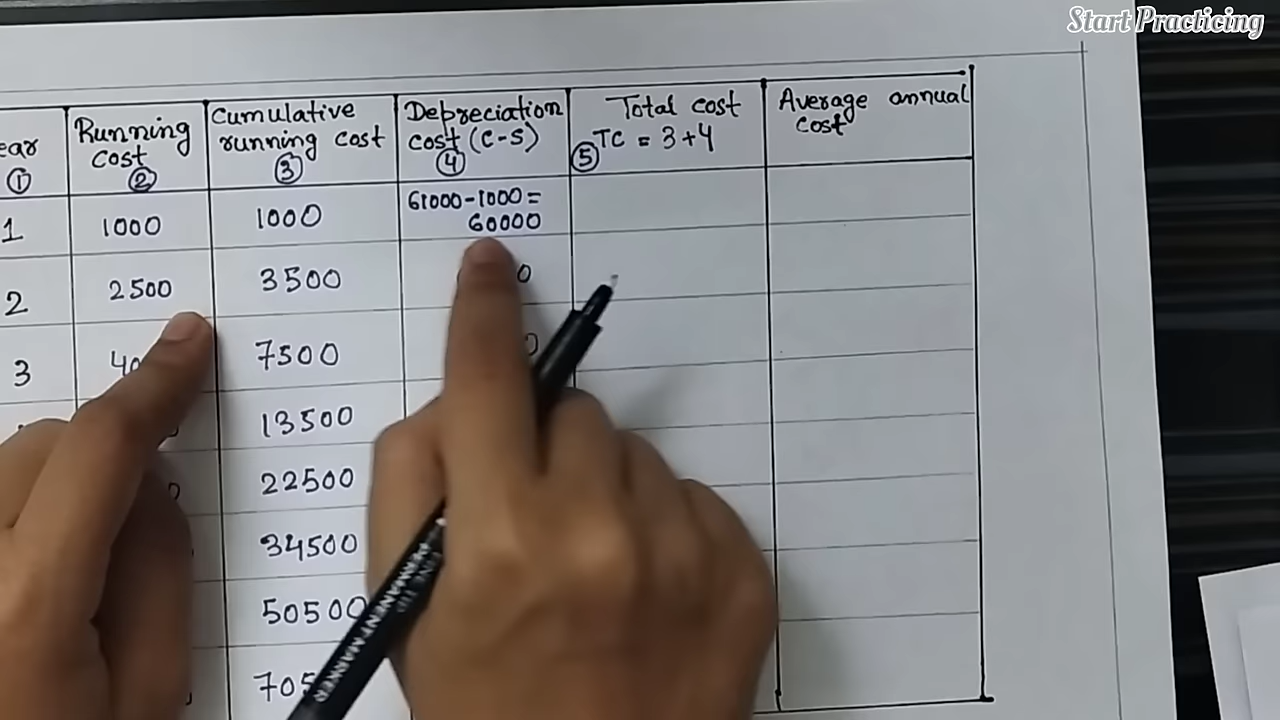 Start Practicing
Running cost ②
Cumulative running cost ③
Depreciation cost (C-S) ④
Total cost
⑤ TC = 3+4
Average annual cost
①
1 1000 1000 61000-1000= 60000
2 2500 3500
3 7500
13500
22500
34500
50500